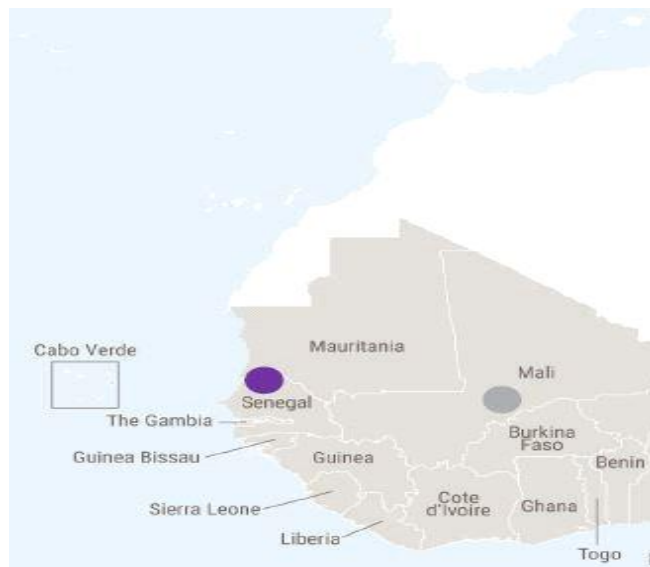 Mauritania
Cabo Verde
Mali
Senegal
The Gambia
Burkina
Faso
Guinea Bissau
Guinea
Benin
Cote
d'Ivoire
Ghana
Sierra Leone
Liberia
Togo